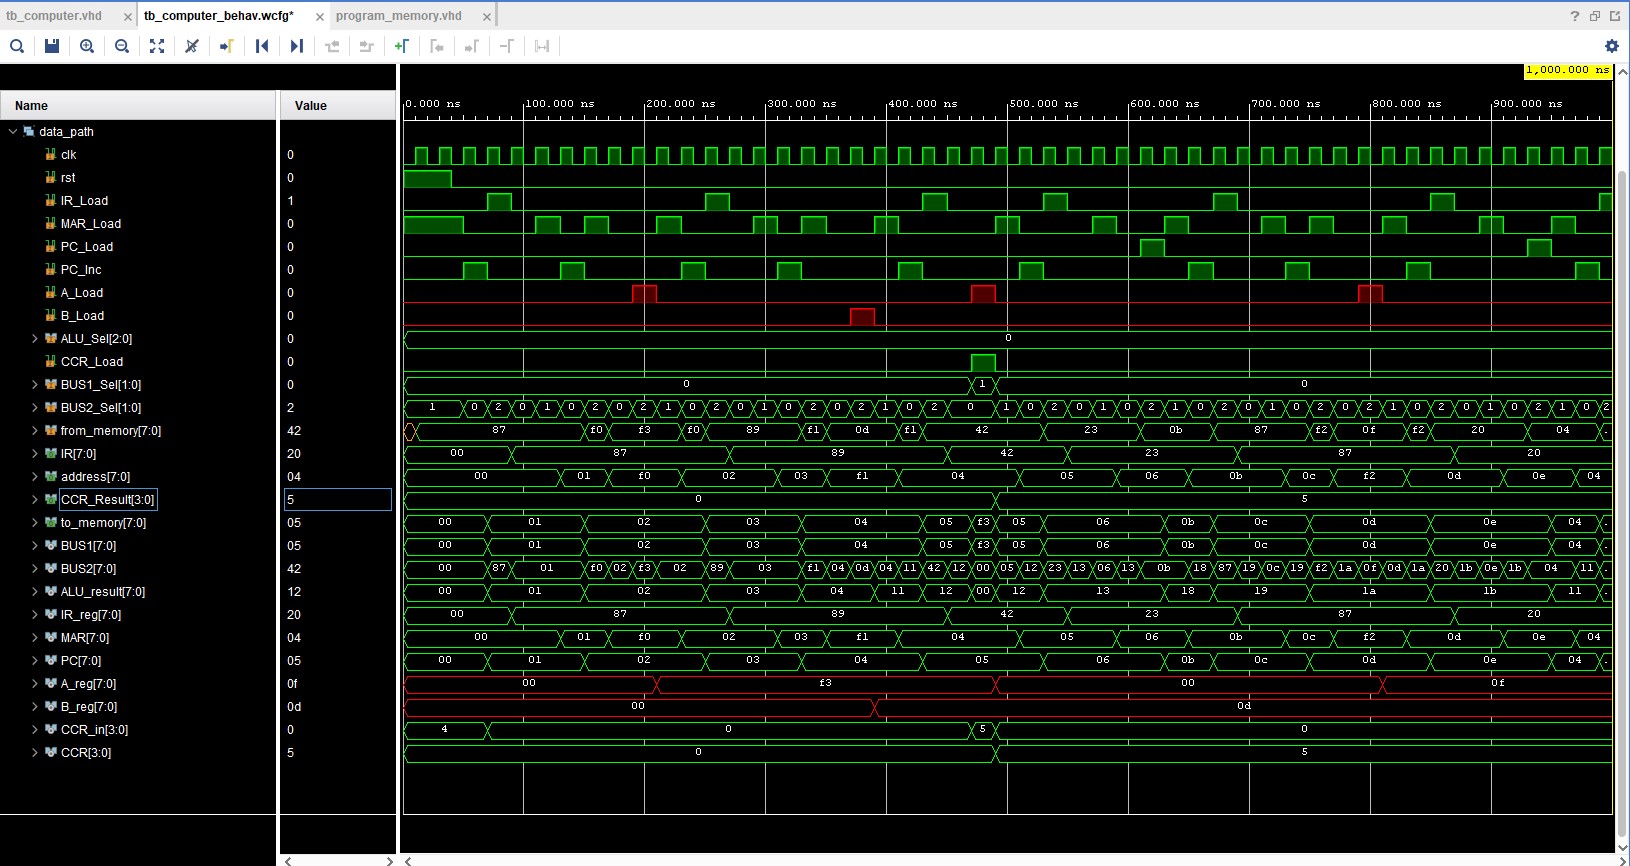 tb_computer.vhd × tb_computer_behav.wcfg* × program_memory.vhd ×
1,000.000 ns
Name Value 0.000 ns 100.000 ns 200.000 ns 300.000 ns 400.000 ns 500.000 ns 600.000 ns 700.000 ns 800.000 ns 900.000 ns
data_path
clk 0
rst 0
IR_Load 1
MAR_Load 0
PC_Load 0
PC_Inc 0
A_Load 0
B_Load 0
ALU_Sel[2:0] 0 0
CCR_Load 0
BUS1_Sel[1:0] 0 0 1 0
BUS2_Sel[1:0] 2 1 0 2 0 1 0 2 0 2 1 0 2 0 1 0 2 0 2 1 0 2 0 1 0 2 0 1 0 2 1 0 2 0 1 0 2 0 2 1 0 2 0 1 0 2 1 0 2
from_memory[7:0] 42 87 f0 f3 f0 89 f1 0d f1 42 23 0b 87 f2 0f f2 20 04 .
IR[7:0] 20 00 87 89 42 23 87 20
address[7:0] 04 00 01 f0 02 03 f1 04 05 06 0b 0c f2 0d 0e 04
CCR_Result[3:0] 5 0 5
to_memory[7:0] 05 00 01 02 03 04 05 f3 05 06 0b 0c 0d 0e 04 .
BUS1[7:0] 05 00 01 02 03 04 05 f3 05 06 0b 0c 0d 0e 04 .
BUS2[7:0] 42 00 87 01 f0 02 f3 02 89 03 f1 04 0d 04 11 42 12 00 05 12 23 13 06 13 0b 18 87 19 0c 19 f2 1a 0f 0d 1a 20 1b 0e 1b 04 11 .
ALU_result[7:0] 12 00 01 02 03 04 11 12 00 12 13 18 19 1a 1b 11 .
IR_reg[7:0] 20 00 87 89 42 23 87 20
MAR[7:0] 04 00 01 f0 02 03 f1 04 05 06 0b 0c f2 0d 0e 04
PC[7:0] 05 00 01 02 03 04 05 06 0b 0c 0d 0e 04 .
A_reg[7:0] 0f 00 f3 00 0f
B_reg[7:0] 0d 00 0d
CCR_in[3:0] 0 4 0 5 0
CCR[3:0] 5 0 5